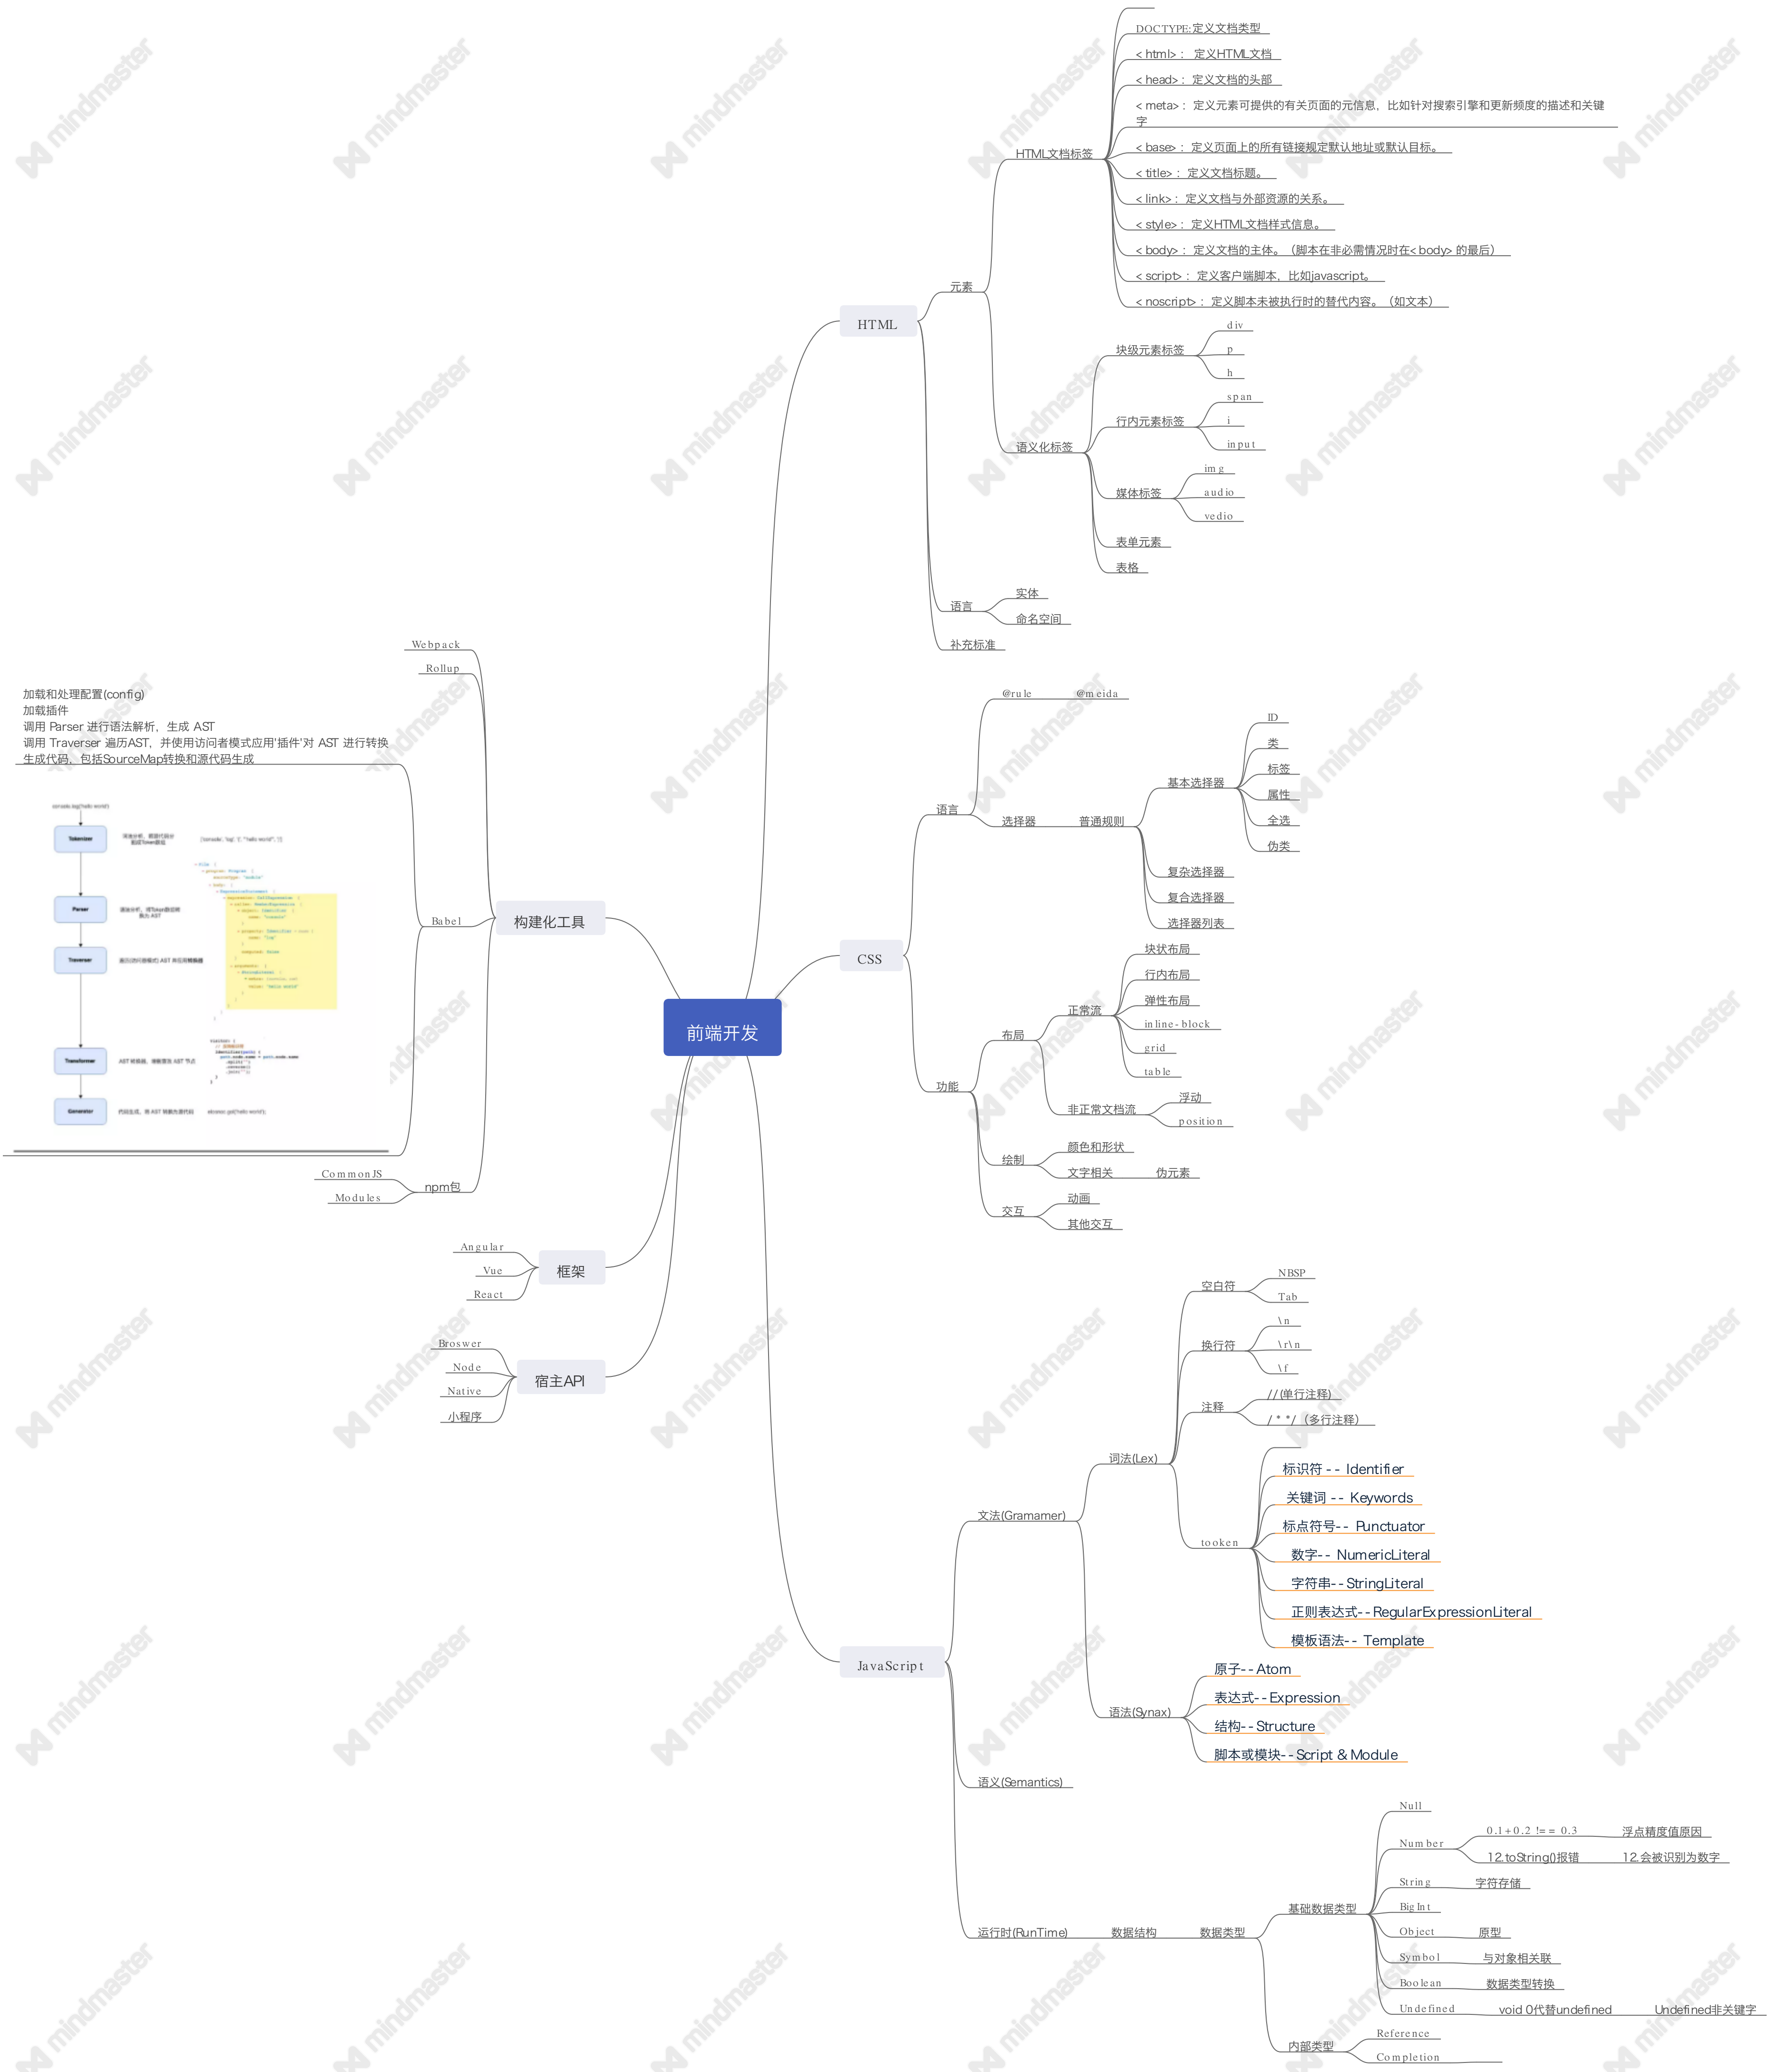 前端开发
HTML
元素
HTML文档标签
DOCTYPE:定义文档类型
< html> ： 定义HTML文档
< head> ：定义文档的头部
< meta> ：定义元素可提供的有关页面的元信息，比如针对搜索引擎和更新频度的描述和关键
字
< base> ：定义页面上的所有链接规定默认地址或默认目标。
< title> ：定义文档标题。
< link> ：定义文档与外部资源的关系。
< style> ：定义HTML文档样式信息。
< body> ：定义文档的主体。（脚本在非必需情况时在< body> 的最后）
< script> ：定义客户端脚本，比如javascript。
< noscript> ：定义脚本未被执行时的替代内容。（如文本）
语义化标签
块级元素标签
div
p
h
行内元素标签
span
i
input
媒体标签
img
audio
vedio
表单元素
表格
语言
实体
命名空间
补充标准
CSS
语言
@rule
@meida
选择器
普通规则
基本选择器
ID
类
标签
属性
全选
伪类
复杂选择器
复合选择器
选择器列表
功能
布局
正常流
块状布局
行内布局
弹性布局
inline-block
grid
table
非正常文档流
浮动
position
绘制
颜色和形状
文字相关
伪元素
交互
动画
其他交互
JavaScript
文法(Gramamer)
词法(Lex)
空白符
NBSP
Tab
换行符
\n
\r\n
\f
注释
//(单行注释)
/* */（多行注释）
tooken
标识符 -- Identifier
关键词 -- Keywords
标点符号-- Punctuator
数字-- NumericLiteral
字符串--StringLiteral
正则表达式--RegularExpressionLiteral
模板语法-- Template
语法(Synax)
原子--Atom
表达式--Expression
结构--Structure
脚本或模块--Script & Module
语义(Semantics)
运行时(RunTime)
数据结构
数据类型
基础数据类型
Null
Number
0.1+0.2 !== 0.3
浮点精度值原因
12.toString()报错
12.会被识别为数字
String
字符存储
BigInt
Object
原型
Symbol
与对象相关联
Boolean
数据类型转换
Undefined
void 0代替undefined
Undefined非关键字
内部类型
Reference
Completion
构建化工具
Webpack
Rollup
Babel
加载和处理配置(config)
加载插件
调用 Parser 进行语法解析，生成 AST
调用 Traverser 遍历AST，并使用访问者模式应用'插件'对 AST 进行转换
生成代码，包括SourceMap转换和源代码生成
console.log('hello world')
Tokenizer
Parser
Traverser
Transformer
Generator
npm包
CommonJS
Modules
框架
Angular
Vue
React
宿主API
Broswer
Node
Native
小程序
mindmaster